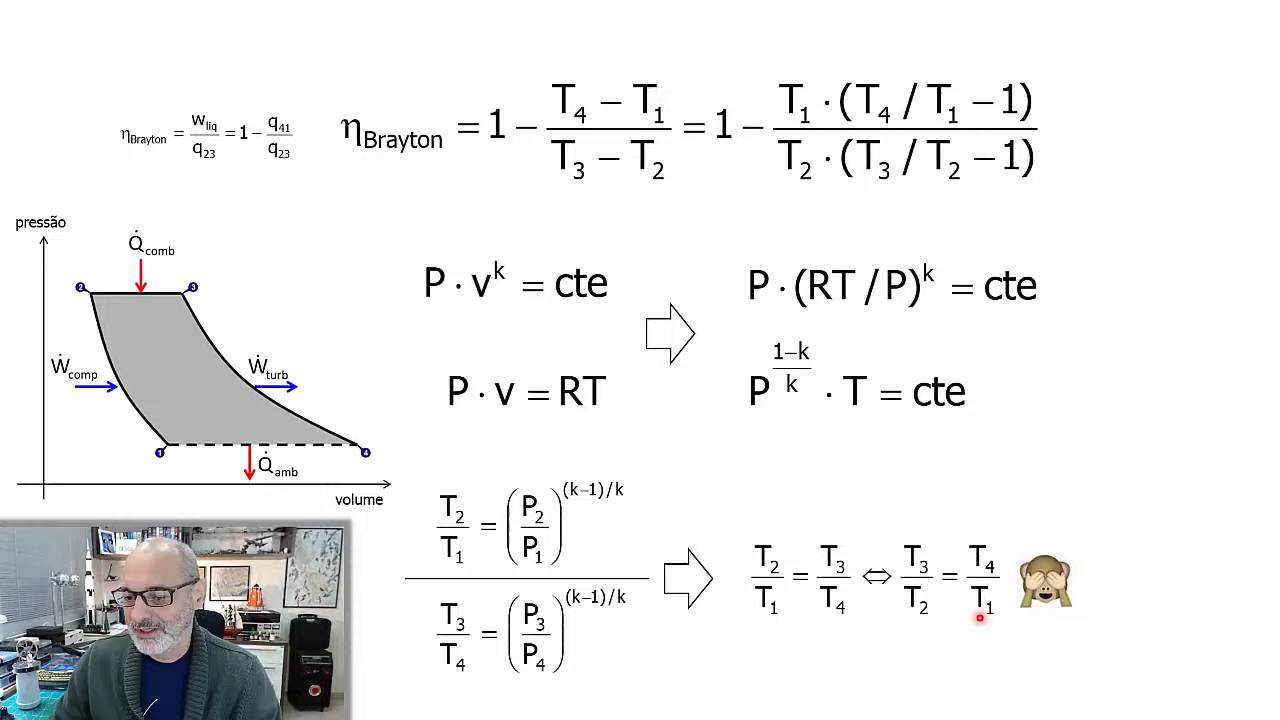 η_Brayton = w_liq / q_23 = 1 − q_41 / q_23
η_Brayton = 1 − (T_4 − T_1) / (T_3 − T_2) = 1 − T_1 · (T_4 / T_1 − 1) / T_2 · (T_3 / T_2 − 1)
pressão
Q̇_comb
2
3
Ẇ_comp
Ẇ_turb
1
4
Q̇_amb
volume
P · v^k = cte
P · (RT / P)^k = cte
P · v = RT
P^((1−k)/k) · T = cte
T_2 / T_1 = (P_2 / P_1)^((k−1)/k)
T_3 / T_4 = (P_3 / P_4)^((k−1)/k)
T_2 / T_1 = T_3 / T_4 ⇔ T_3 / T_2 = T_4 / T_1